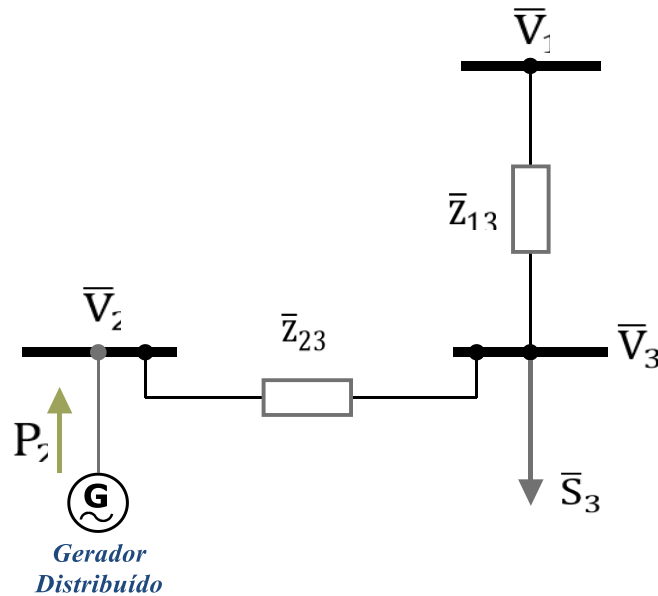 V̅₁
z̅₁₃
V̅₂
z̅₂₃
V̅₃
P₂
G
S̅₃
Gerador
Distribuído